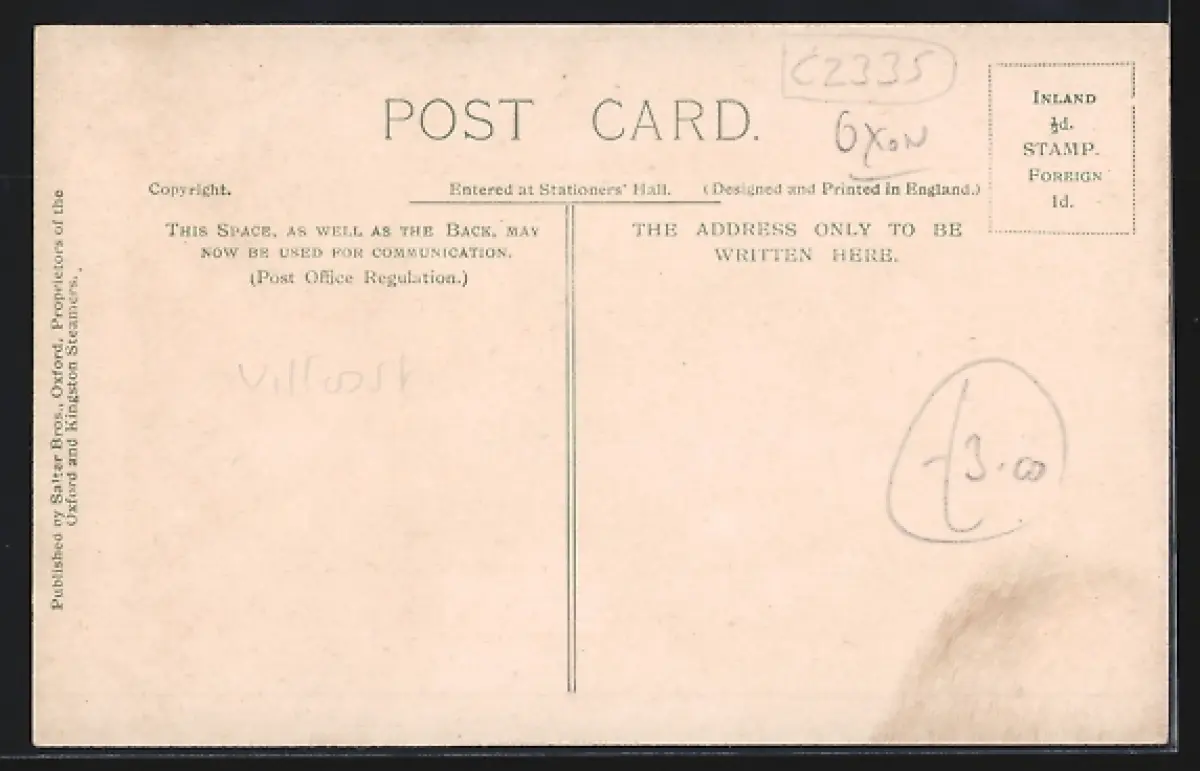 C2335
POST CARD.
OXON
INLAND
½d.
STAMP.
FOREIGN
1d.
Copyright.
Entered at Stationers' Hall.
(Designed and Printed in England.)
THIS SPACE, AS WELL AS THE BACK, MAY
NOW BE USED FOR COMMUNICATION.
(Post Office Regulation.)
THE ADDRESS ONLY TO BE
WRITTEN HERE.
3.00
Published by Salter Bros., Oxford, Proprietors of the
Oxford and Kingston Steamers.